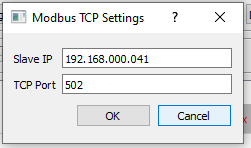 Modbus TCP Settings
Slave IP 192.168.000.041
TCP Port 502
OK Cancel